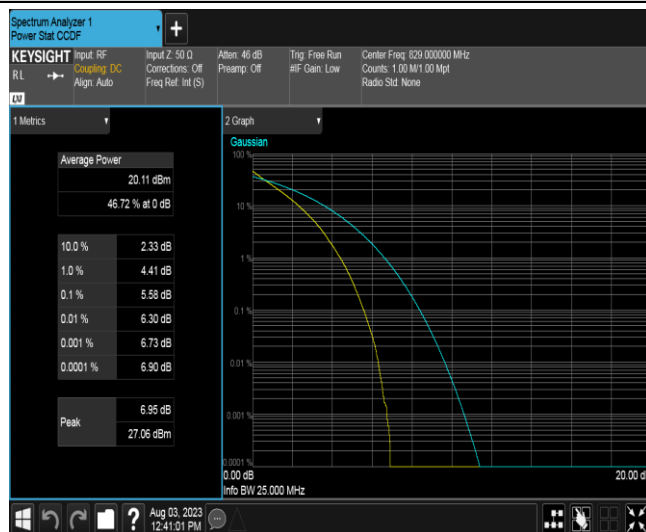 Spectrum Analyzer 1
Power Stat CCDF
+
KEYSIGHT
RL
Input: RF
Coupling: DC
Align: Auto
Input Z: 50 Ω
Corrections: Off
Freq Ref: Int (S)
Atten: 46 dB
Preamp: Off
Trig: Free Run
#IF Gain: Low
Center Freq: 829.000000 MHz
Counts: 1.00 M/1.00 Mpt
Radio Std: None
LXI
1 Metrics
Average Power
20.11 dBm
46.72 % at 0 dB
10.0 % 2.33 dB
1.0 % 4.41 dB
0.1 % 5.58 dB
0.01 % 6.30 dB
0.001 % 6.73 dB
0.0001 % 6.90 dB
Peak
6.95 dB
27.06 dBm
2 Graph
Gaussian
100 %
10 %
1 %
0.1 %
0.01 %
0.001 %
0.0001 %
0.00 dB
20.00 d
Info BW 25.000 MHz
?
Aug 03, 2023
12:41:01 PM